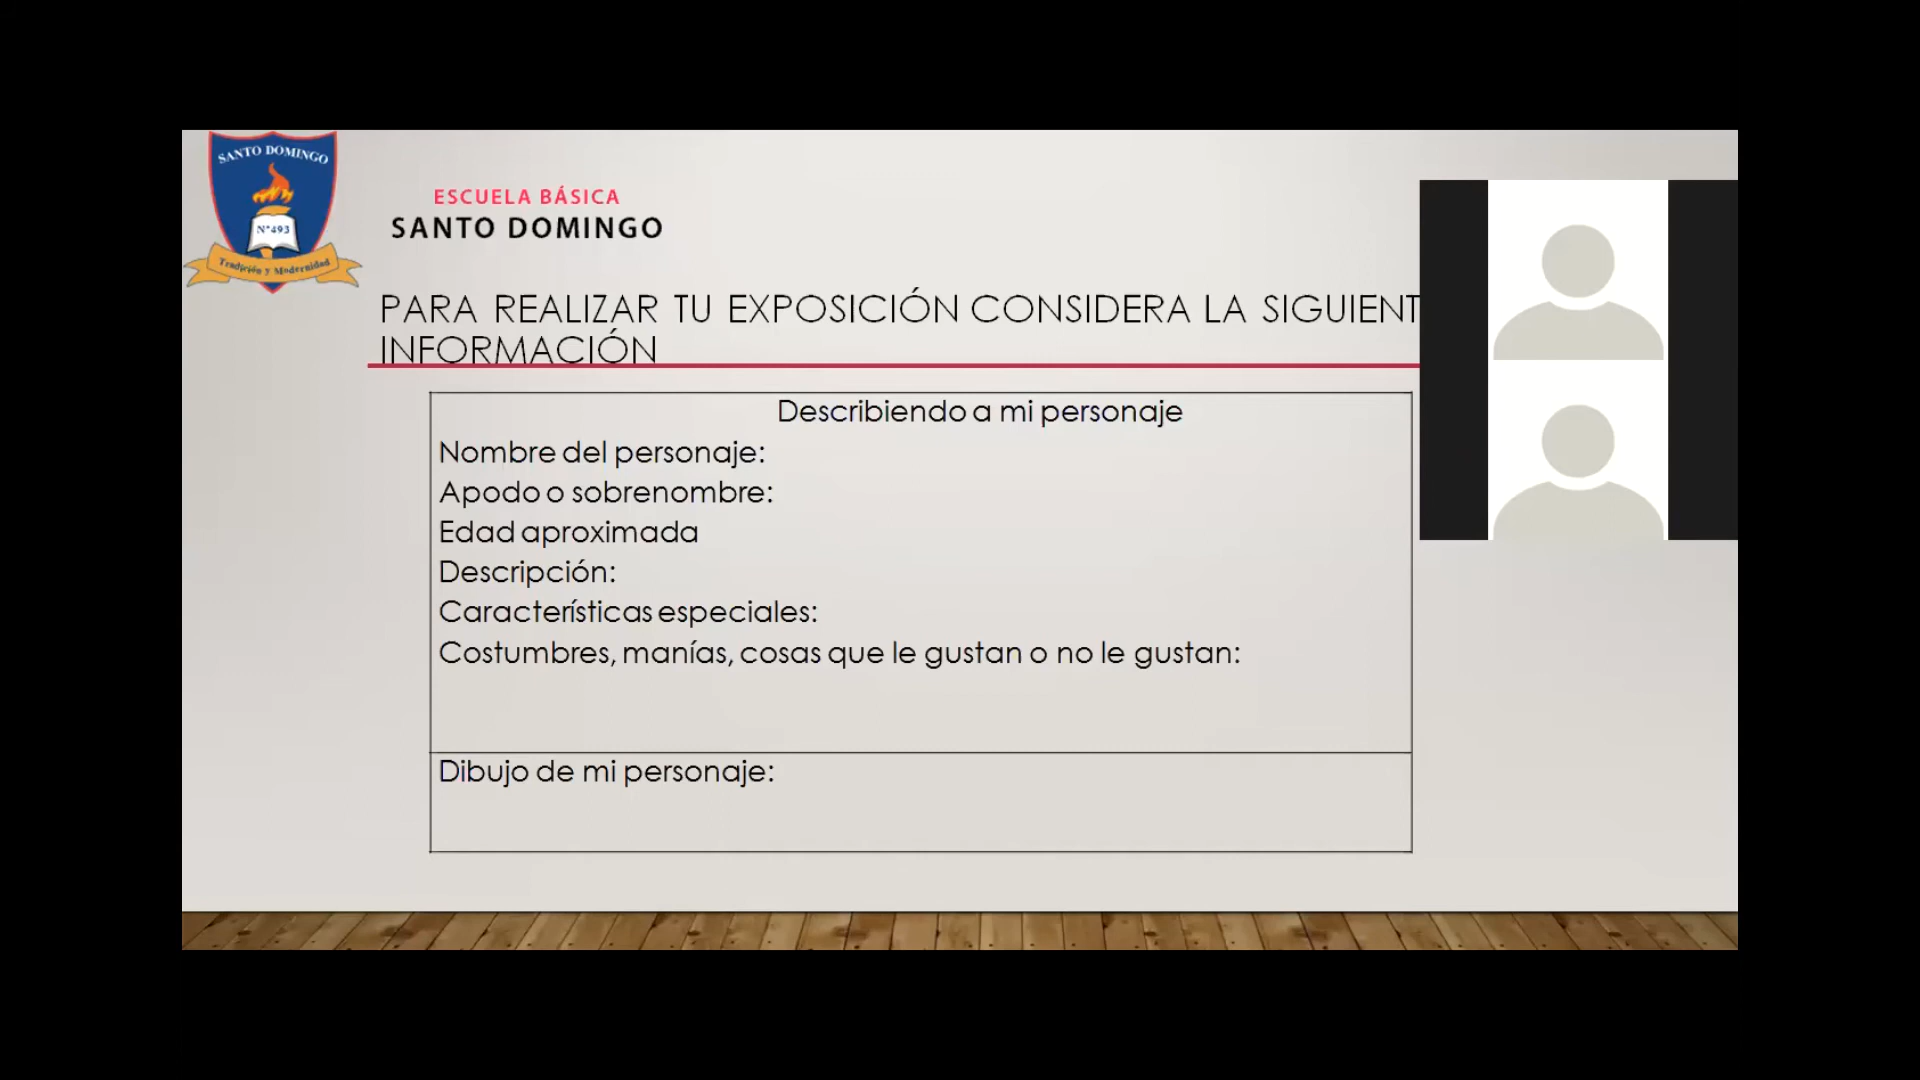 SANTO DOMINGO
N°493
Tradición y Modernidad
ESCUELA BÁSICA
SANTO DOMINGO
PARA REALIZAR TU EXPOSICIÓN CONSIDERA LA SIGUIENT
INFORMACIÓN
Describiendo a mi personaje
Nombre del personaje:
Apodo o sobrenombre:
Edad aproximada
Descripción:
Características especiales:
Costumbres, manías, cosas que le gustan o no le gustan:
Dibujo de mi personaje: